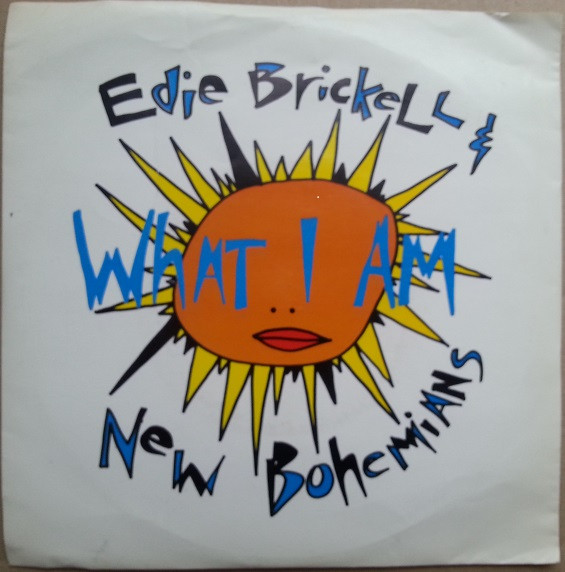 Edie Brickell &
What I Am
New Bohemians